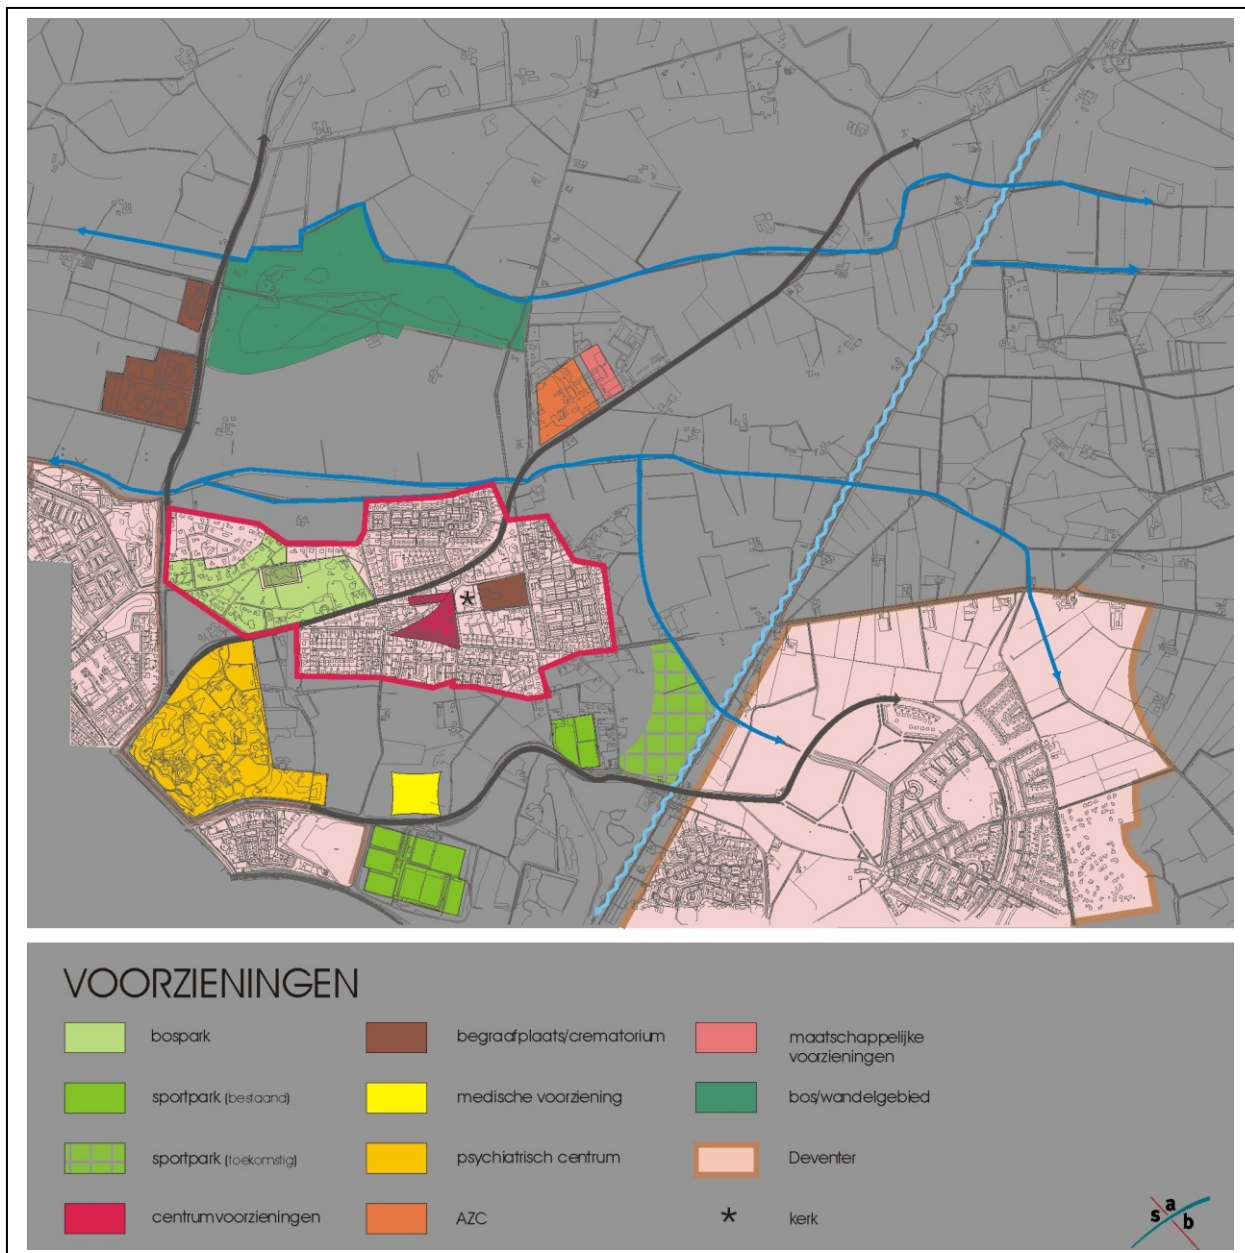 VOORZIENINGEN
bospark
sportpark (bestaand)
sportpark (toekomstig)
centrumvoorzieningen
begraafplaats/crematorium
medische voorziening
psychiatrisch centrum
AZC
maatschappelijke
voorzieningen
bos/wandelgebied
Deventer
* kerk
s a b